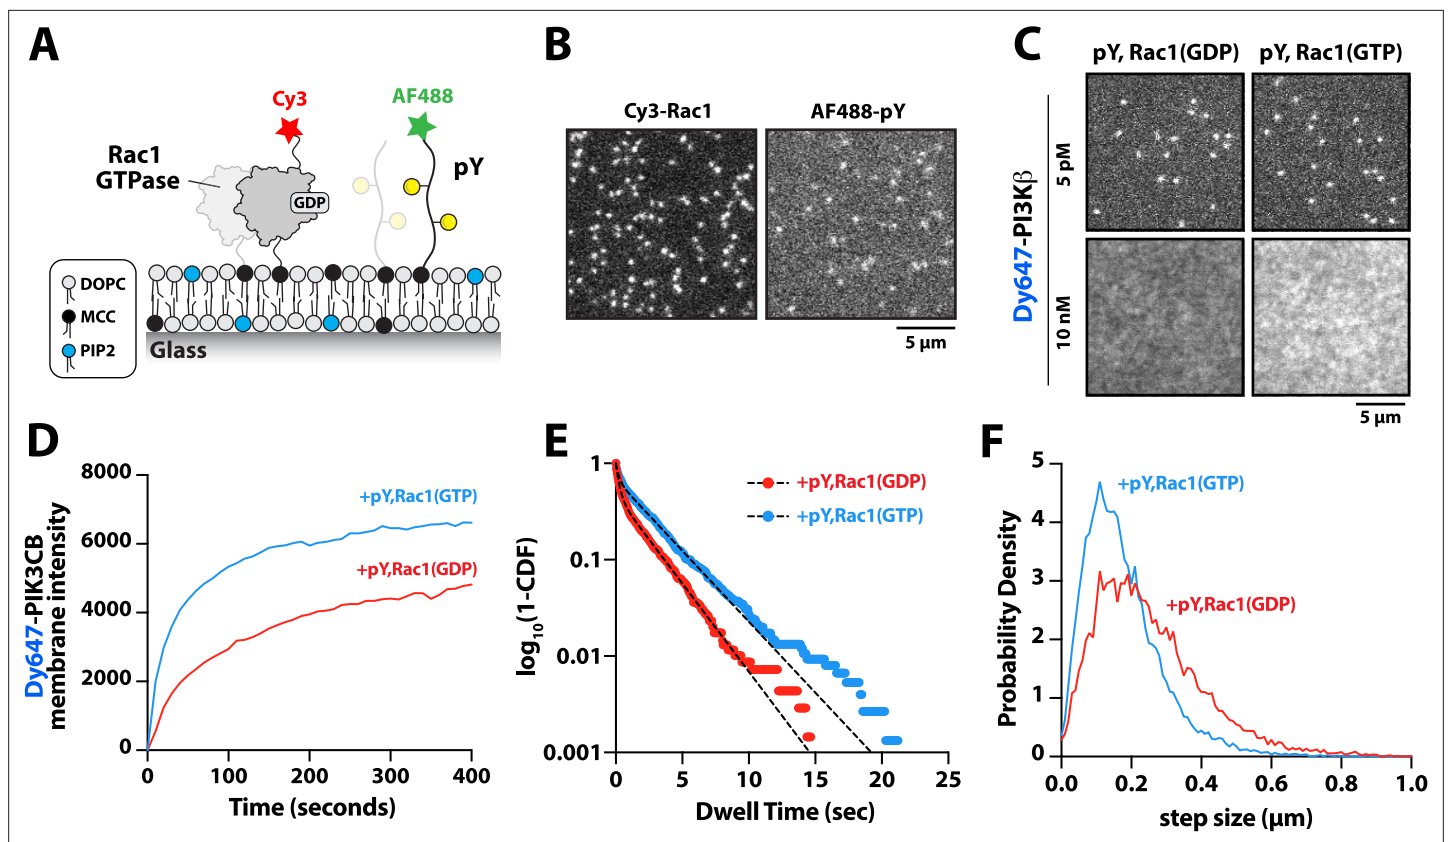 A
Cy3
AF488
Rac1
GTPase
pY
GDP
DOPC
MCC
PIP2
Glass
B
Cy3-Rac1
AF488-pY
5 μm
C
pY, Rac1(GDP)
pY, Rac1(GTP)
Dy647-PI3Kβ
5 pM
10 nM
5 μm
D
Dy647-PIK3CB
membrane intensity
8000
6000
4000
2000
0
+pY,Rac1(GTP)
+pY,Rac1(GDP)
0
100
200
300
400
Time (seconds)
E
log10(1-CDF)
1
0.1
0.01
0.001
+pY,Rac1(GDP)
+pY,Rac1(GTP)
0
5
10
15
20
25
Dwell Time (sec)
F
Probability Density
5
4
3
2
1
0
+pY,Rac1(GTP)
+pY,Rac1(GDP)
0.0
0.2
0.4
0.6
0.8
1.0
step size (μm)